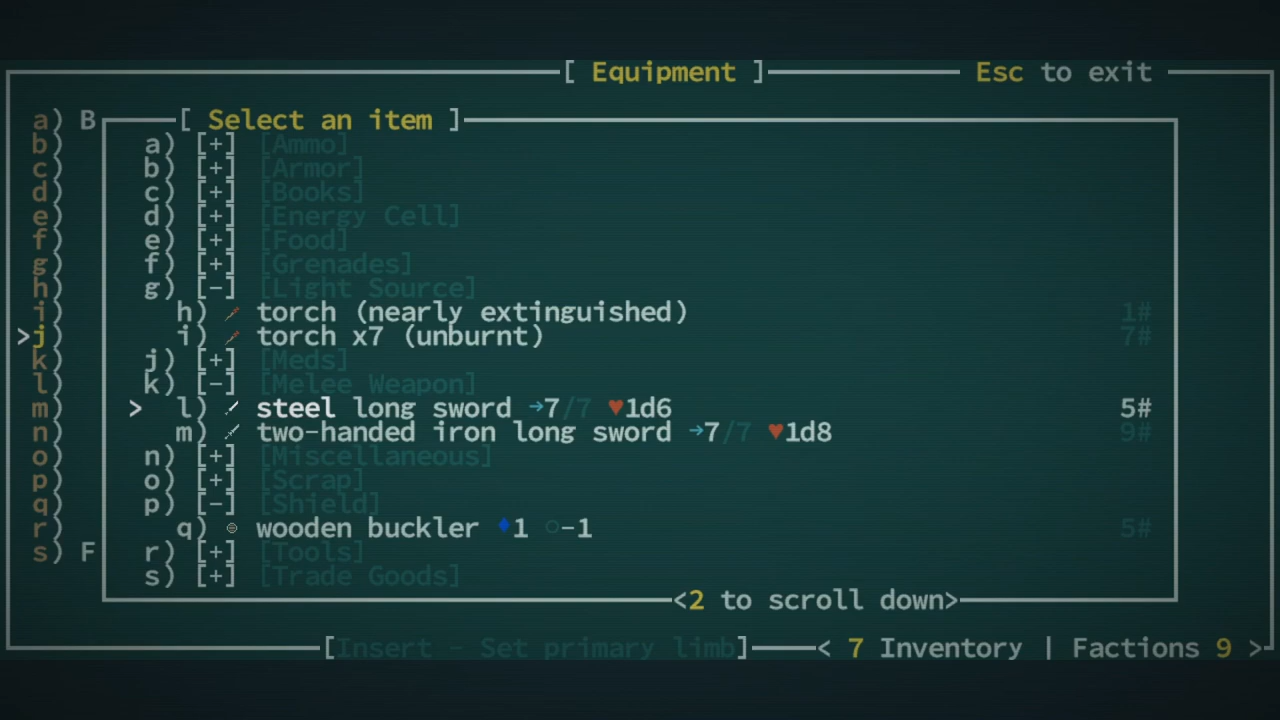 [ Equipment ] Esc to exit
a) B [ Select an item ]
b) a) [+] [Ammo]
c) b) [+] [Armor]
d) c) [+] [Books]
e) d) [+] [Energy Cell]
f) e) [+] [Food]
g) f) [+] [Grenades]
h) g) [-] [Light Source]
i) h) torch (nearly extinguished) 1#
>j) i) torch x7 (unburnt) 7#
k) j) [+] [Meds]
l) k) [-] [Melee Weapon]
m) > l) steel long sword →7/7 ♥1d6 5#
n) m) two-handed iron long sword →7/7 ♥1d8 9#
o) n) [+] [Miscellaneous]
p) o) [+] [Scrap]
q) p) [-] [Shield]
r) q) wooden buckler ♦1 ○-1 5#
s) F r) [+] [Tools]
s) [+] [Trade Goods]
<2 to scroll down>
[Insert - Set primary limb] < 7 Inventory | Factions 9 >